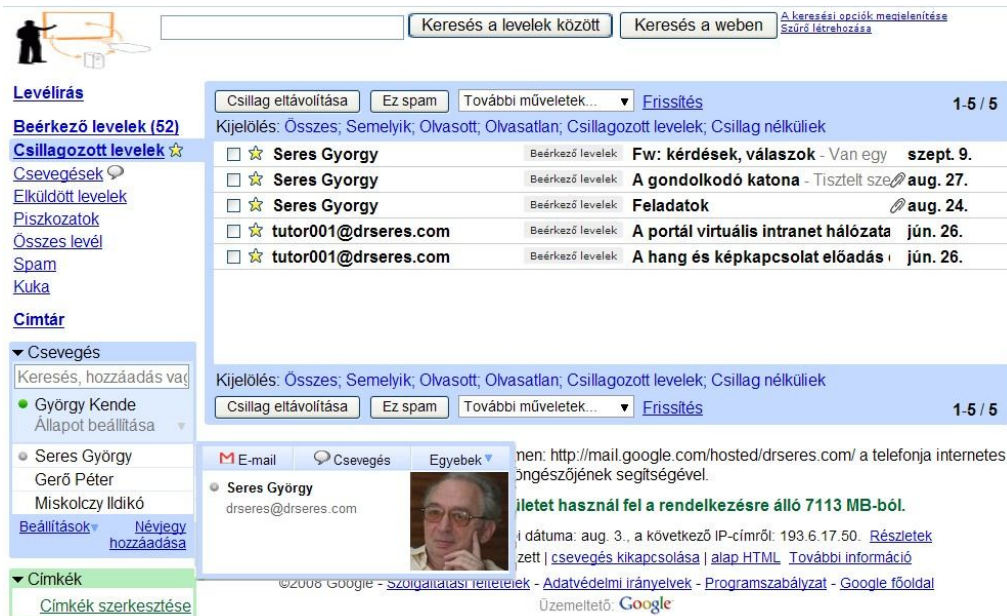 Keresés a levelek között Keresés a weben A keresési opciók megjelenítése
Szűrő létrehozása
Levélírás
Beérkező levelek (52)
Csillagozott levelek
Csevegések
Elküldött levelek
Piszkozatok
Összes levél
Spam
Kuka
Címtár
Csevegés
Keresés, hozzáadás vag
György Kende
Állapot beállítása
Seres György
Gerő Péter
Miskolczy Ildikó
Beállítások Névjegy
hozzáadása
Címkék
Címkék szerkesztése
Csillag eltávolítása Ez spam További műveletek... Frissítés 1-5 / 5
Kijelölés: Összes; Semelyik; Olvasott; Olvasatlan; Csillagozott levelek; Csillag nélküliek
Seres Gyorgy Beérkező levelek Fw: kérdések, válaszok - Van egy szept. 9.
Seres Gyorgy Beérkező levelek A gondolkodó katona - Tisztelt sze aug. 27.
Seres Gyorgy Beérkező levelek Feladatok aug. 24.
tutor001@drseres.com Beérkező levelek A portál virtuális intranet hálózata jún. 26.
tutor001@drseres.com Beérkező levelek A hang és képkapcsolat előadás jún. 26.
Kijelölés: Összes; Semelyik; Olvasott; Olvasatlan; Csillagozott levelek; Csillag nélküliek
Csillag eltávolítása Ez spam További műveletek... Frissítés 1-5 / 5
E-mail Csevegés Egyebek
Seres György
drseres@drseres.com
men: http://mail.google.com/hosted/drseres.com/ a telefonja internetes
öngészőjének segítségével.
ületet használ fel a rendelkezésre álló 7113 MB-ból.
i dátuma: aug. 3., a következő IP-címről: 193.6.17.50. Részletek
zett | csevegés kikapcsolása | alap HTML További információ
©2008 Google - Szolgáltatási feltételek - Adatvédelmi irányelvek - Programszabályzat - Google főoldal
Üzemeltető: Google